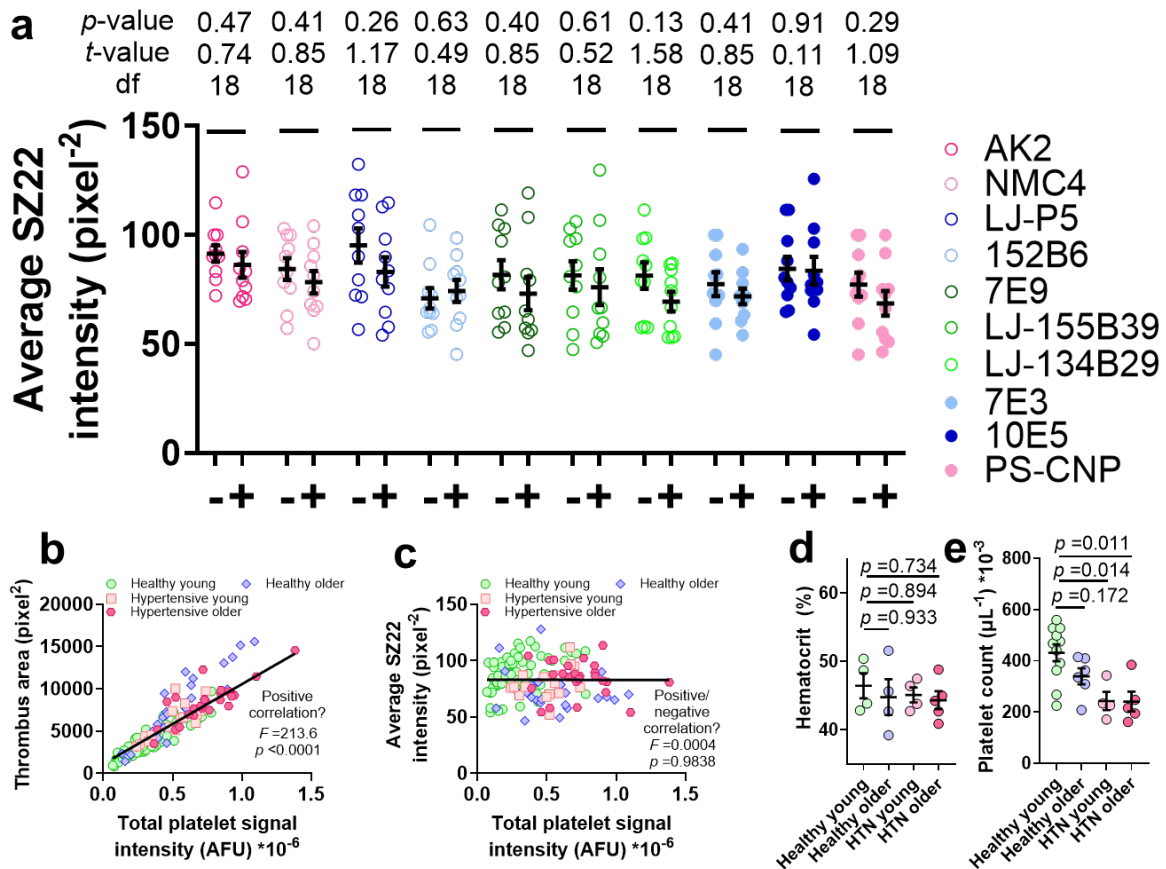 a
p-value 0.47 0.41 0.26 0.63 0.40 0.61 0.13 0.41 0.91 0.29
t-value 0.74 0.85 1.17 0.49 0.85 0.52 1.58 0.85 0.11 1.09
df 18 18 18 18 18 18 18 18 18 18
Average SZ22
intensity (pixel⁻²)
150
100
50
0
- + - + - + - + - + - + - + - + - + - +
AK2
NMC4
LJ-P5
152B6
7E9
LJ-155B39
LJ-134B29
7E3
10E5
PS-CNP
b
Healthy young Healthy older
Hypertensive young
Hypertensive older
Thrombus area (pixel²)
20000
15000
10000
5000
0
Positive
correlation?
F =213.6
p <0.0001
0.0 0.5 1.0 1.5
Total platelet signal
intensity (AFU) *10⁻⁶
c
Healthy young Healthy older
Hypertensive young
Hypertensive older
Average SZ22
intensity (pixel⁻²)
150
100
50
0
Positive/
negative
correlation?
F =0.0004
p =0.9838
0.0 0.5 1.0 1.5
Total platelet signal
intensity (AFU) *10⁻⁶
d
Hematocrit (%)
p =0.734
p =0.894
p =0.933
60
50
40
Healthy young
Healthy older
HTN young
HTN older
e
Platelet count (µL⁻¹) *10⁻³
p =0.011
p =0.014
p =0.172
800
600
400
200
0
Healthy young
Healthy older
HTN young
HTN older